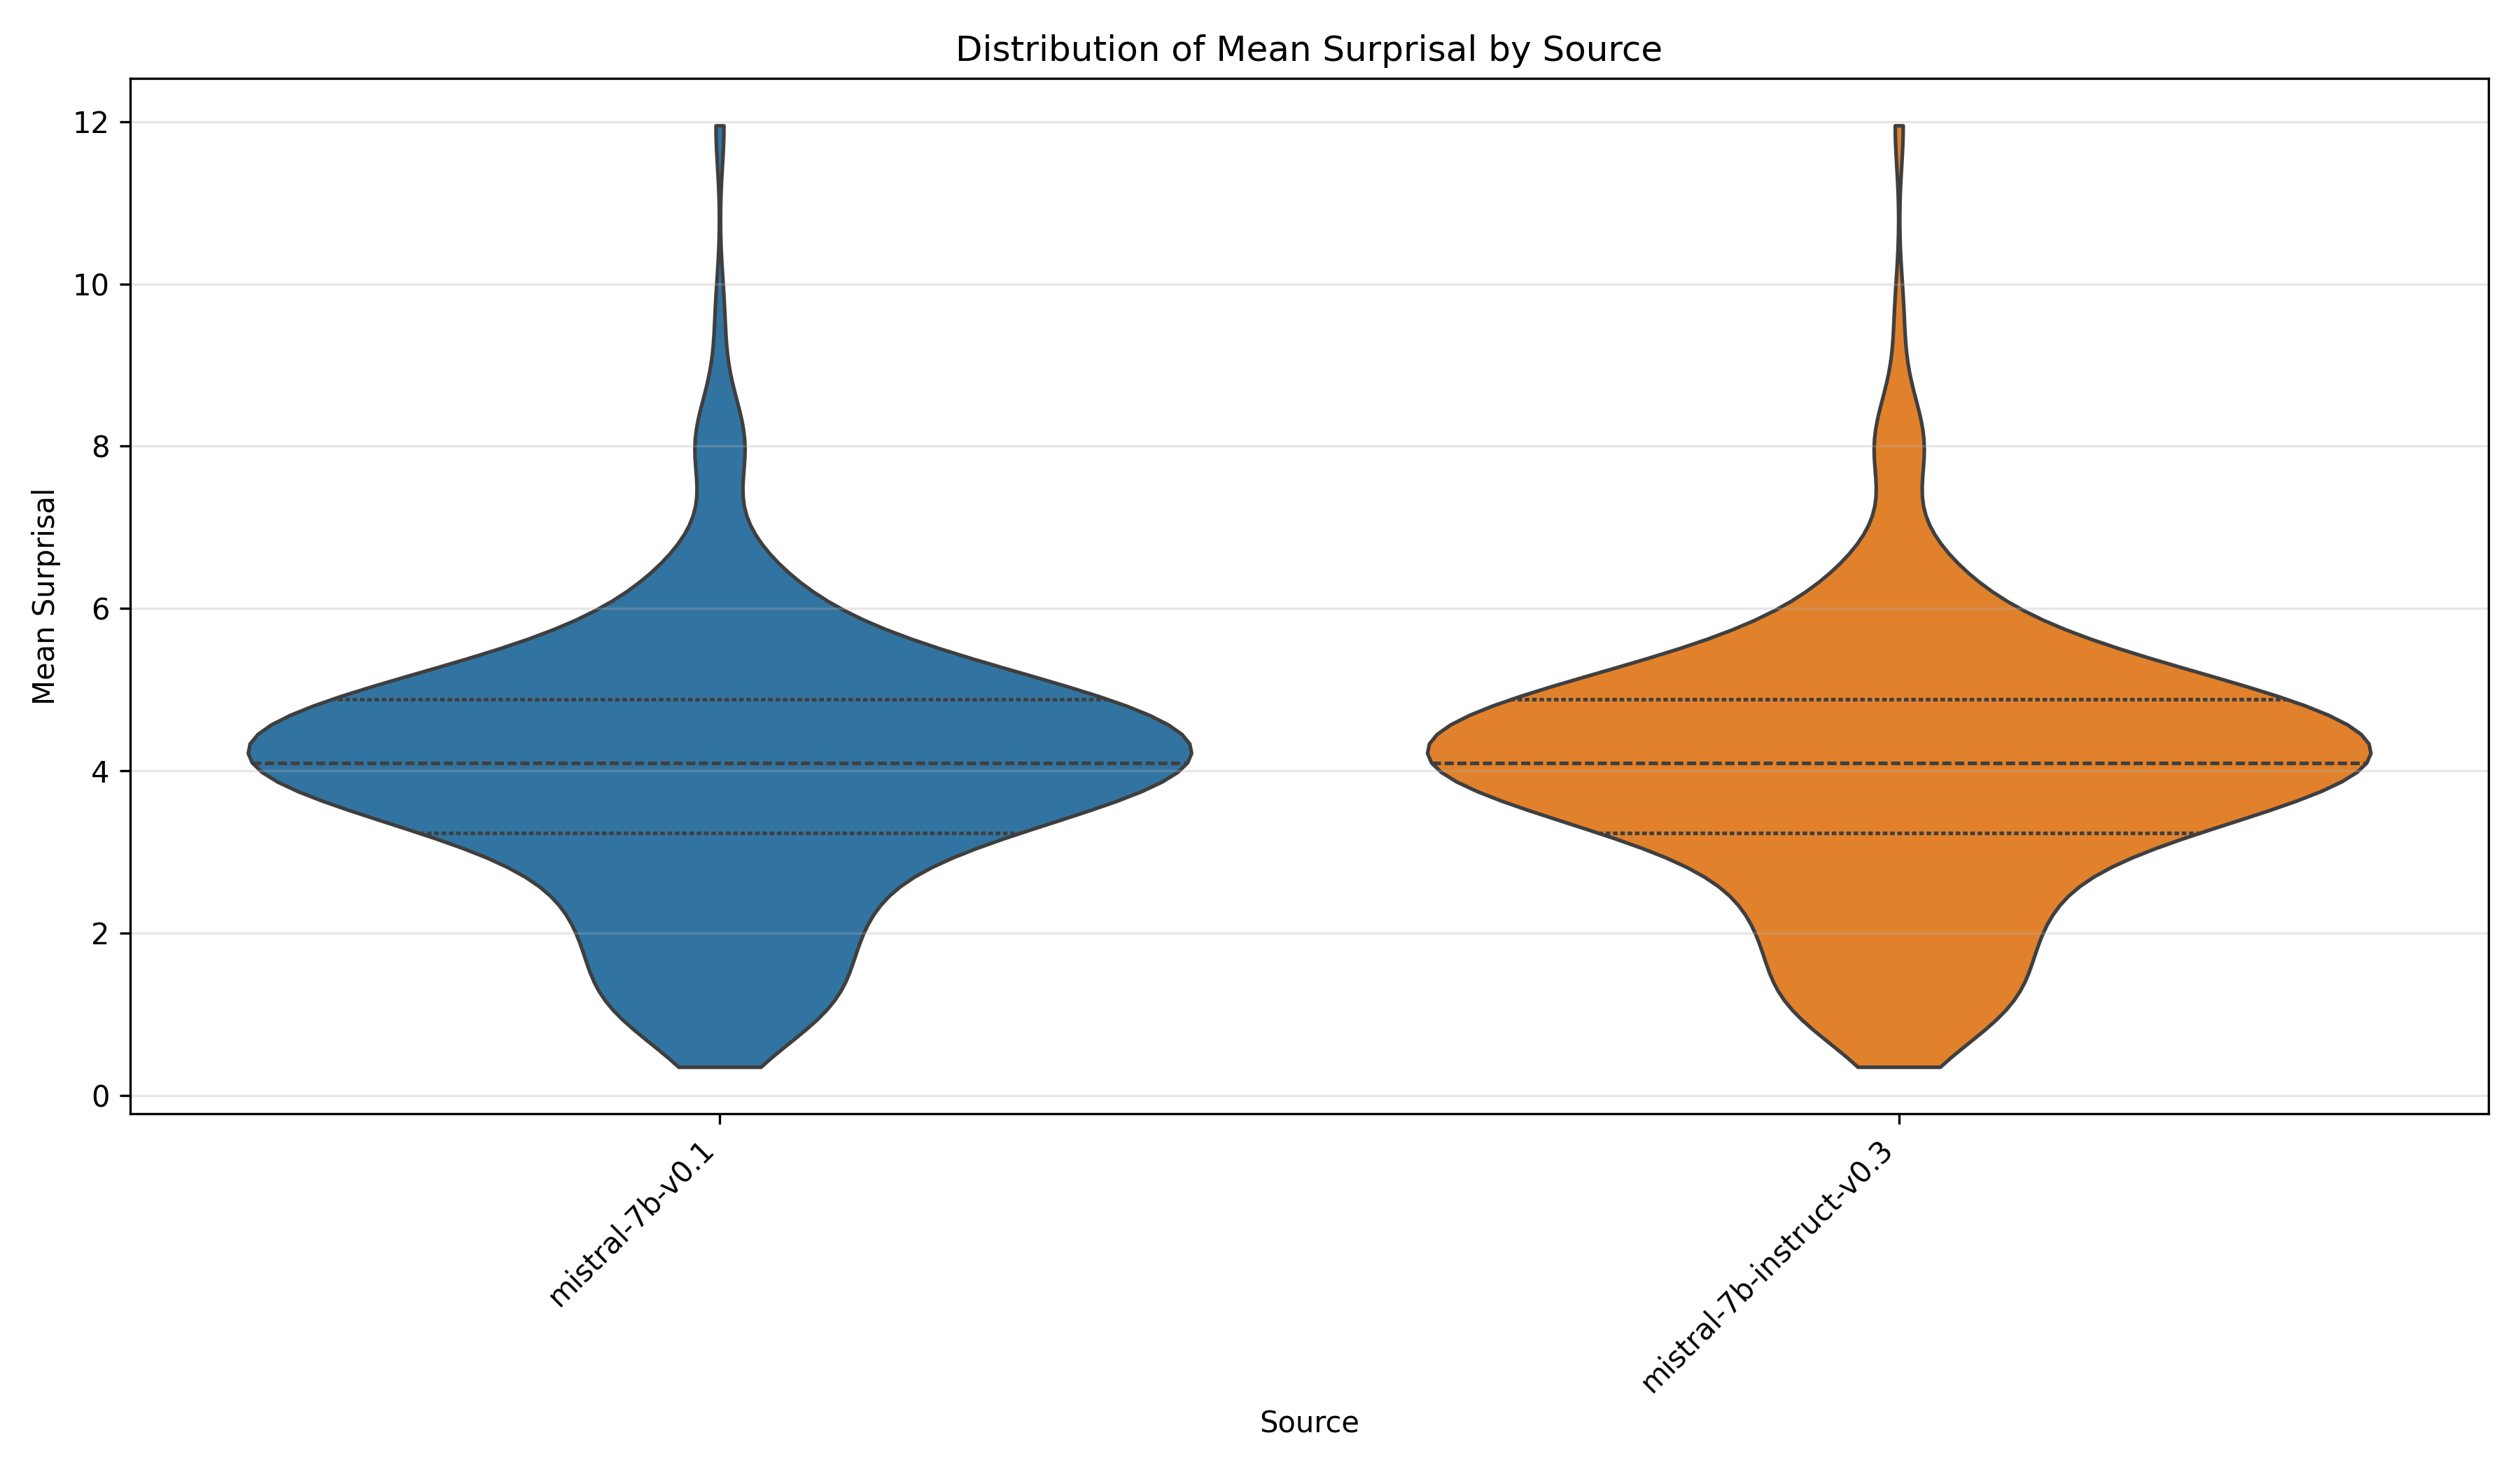 Distribution of Mean Surprisal by Source
Mean Surprisal
12
10
8
6
4
2
0
mistral-7b-v0.1
mistral-7b-instruct-v0.3
Source